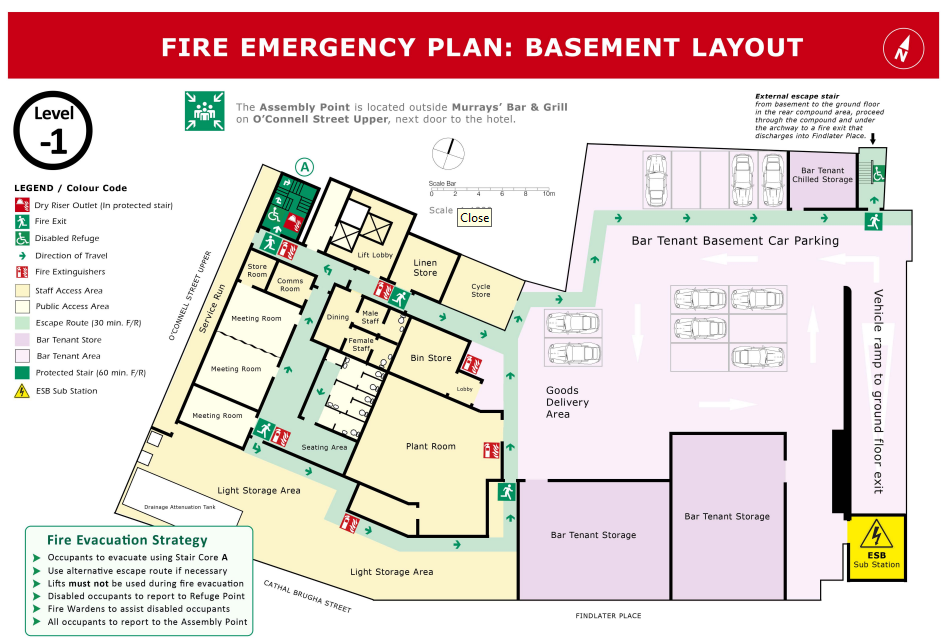 FIRE EMERGENCY PLAN: BASEMENT LAYOUT
N
Level
-1
The Assembly Point is located outside Murrays' Bar & Grill
on O'Connell Street Upper, next door to the hotel.
External escape stair
from basement to the ground floor
in the rear compound area, proceed
through the compound and under
the archway to a fire exit that
discharges into Findlater Place.
Scale Bar
0 2 4 6 8 10m
Scale
Close
LEGEND / Colour Code
Dry Riser Outlet (In protected stair)
Fire Exit
Disabled Refuge
Direction of Travel
Fire Extinguishers
Staff Access Area
Public Access Area
Escape Route (30 min. F/R)
Bar Tenant Store
Bar Tenant Area
Protected Stair (60 min. F/R)
ESB Sub Station
A
O'CONNELL STREET UPPER
Service Run
Store
Room
Comms
Room
Lift Lobby
Linen
Store
Cycle
Store
Meeting Room
Meeting Room
Meeting Room
Dining
Male
Staff
Female
Staff
Bin Store
Lobby
Plant Room
Seating Area
Light Storage Area
Drainage Attenuation Tank
Light Storage Area
CATHAL BRUGHA STREET
Bar Tenant
Chilled Storage
Bar Tenant Basement Car Parking
Goods
Delivery
Area
Vehicle ramp to ground floor exit
Bar Tenant Storage
Bar Tenant Storage
ESB
Sub Station
FINDLATER PLACE
Fire Evacuation Strategy
Occupants to evacuate using Stair Core A
Use alternative escape route if necessary
Lifts must not be used during fire evacuation
Disabled occupants to report to Refuge Point
Fire Wardens to assist disabled occupants
All occupants to report to the Assembly Point